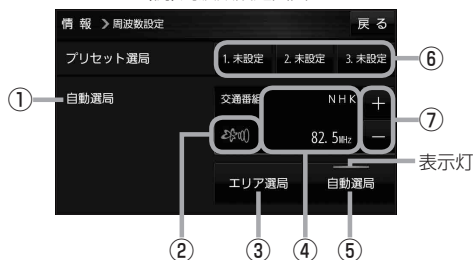 情報 ＞周波数設定
戻る
プリセット選局
1. 未設定
2. 未設定
3. 未設定
⑥
①
自動選局
交通番組
NHK
＋
⑦
82.5MHz
－
表示灯
エリア選局
自動選局
②
③
④
⑤